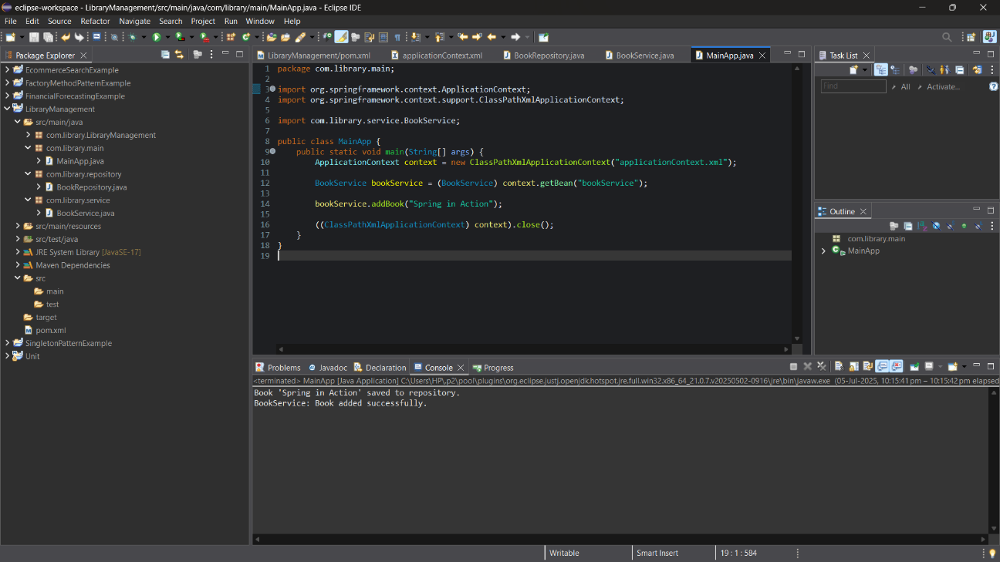 eclipse-workspace - LibraryManagement/src/main/java/com/library/main/MainApp.java - Eclipse IDE
File Edit Source Refactor Navigate Search Project Run Window Help
Package Explorer
EcommerceSearchExample
FactoryMethodPatternExample
FinancialForecastingExample
LibraryManagement
src/main/java
com.library.LibraryManagement
com.library.main
MainApp.java
com.library.repository
BookRepository.java
com.library.service
BookService.java
src/main/resources
src/test/java
JRE System Library [JavaSE-17]
Maven Dependencies
src
main
test
target
pom.xml
SingletonPatternExample
Unit
LibraryManagement/pom.xml applicationContext.xml BookRepository.java BookService.java MainApp.java
1 package com.library.main;
2
3 import org.springframework.context.ApplicationContext;
4 import org.springframework.context.support.ClassPathXmlApplicationContext;
5
6 import com.library.service.BookService;
7
8 public class MainApp {
9 public static void main(String[] args) {
10 ApplicationContext context = new ClassPathXmlApplicationContext("applicationContext.xml");
11
12 BookService bookService = (BookService) context.getBean("bookService");
13
14 bookService.addBook("Spring in Action");
15
16 ((ClassPathXmlApplicationContext) context).close();
17 }
18 }
19
Task List
Find All Activate...
Outline
com.library.main
MainApp
Problems Javadoc Declaration Console Progress
<terminated> MainApp [Java Application] C:\Users\HP\.p2\pool\plugins\org.eclipse.justj.openjdk.hotspot.jre.full.win32.x86_64_21.0.7.v20250502-0916\jre\bin\javaw.exe (05-Jul-2025, 10:15:41 pm – 10:15:42 pm elapsed
Book 'Spring in Action' saved to repository.
BookService: Book added successfully.
Writable Smart Insert 19 : 1 : 584